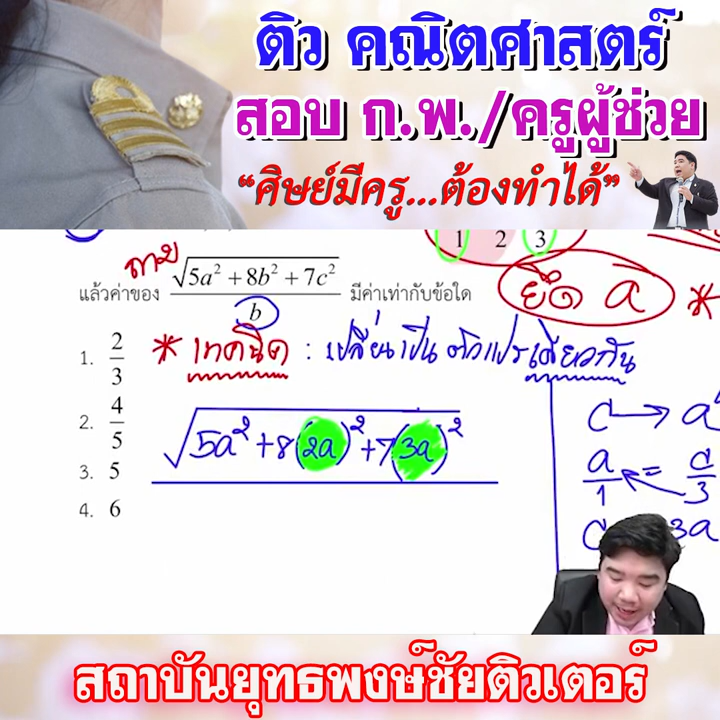 ติว คณิตศาสตร์
สอบ ก.พ./ครูผู้ช่วย
“ศิษย์มีครู...ต้องทำได้”
1 2 3
ถาม
แล้วค่าของ √(5a² + 8b² + 7c²) / b มีค่าเท่ากับข้อใด
ยึด a *
1. 2/3
* เทคนิค : เปลี่ยนเป็น ตัวแปรเดียวกัน
2. 4/5
√(5a² + 8(2a)² + 7(3a)²)
3. 5
4. 6
c → a
a/1 = c/3
3a
สถาบันยุทธพงษ์ชัยติวเตอร์